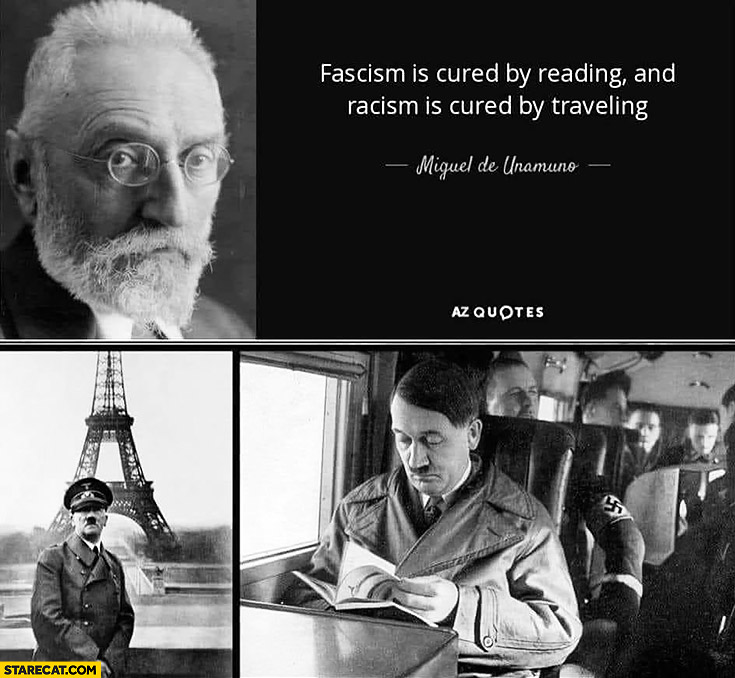 Fascism is cured by reading, and
racism is cured by traveling
— Miguel de Unamuno —
AZ QUOTES
STARECAT.COM